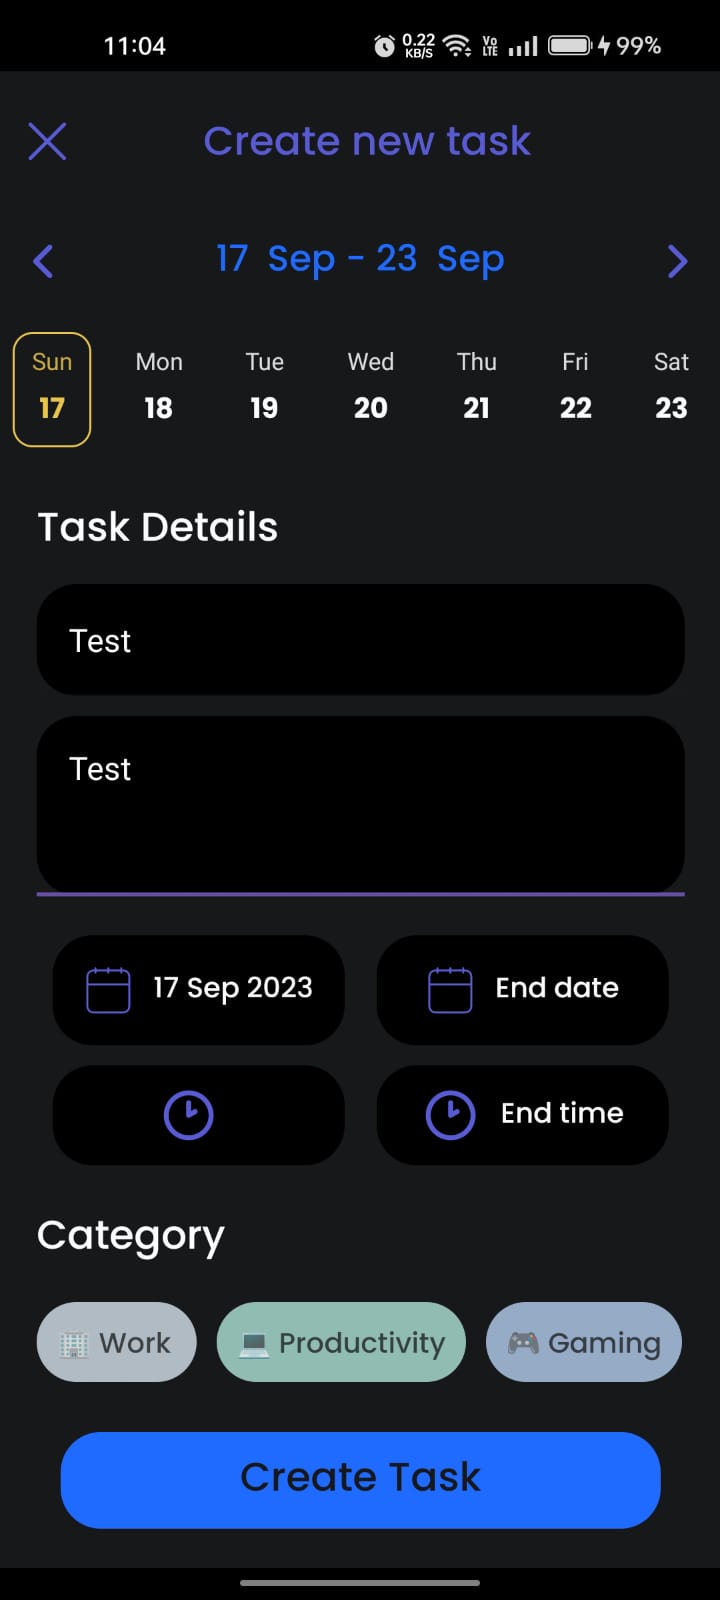 11:04 0.22 KB/S Vo LTE 99%
Create new task
17 Sep - 23 Sep
Sun Mon Tue Wed Thu Fri Sat
17 18 19 20 21 22 23
Task Details
Test
Test
17 Sep 2023 End date
End time
Category
Work Productivity Gaming
Create Task